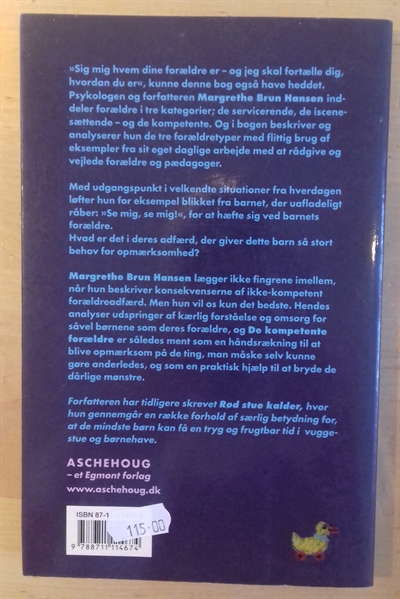 »Sig mig hvem dine forældre er – og jeg skal fortælle dig,
hvordan du er«, kunne denne bog også have heddet.
Psykologen og forfatteren Margrethe Brun Hansen ind-
deler forældre i tre kategorier; de servicerende, de iscene-
sættende – og de kompetente. Og i bogen beskriver og
analyserer hun de tre forældretyper med flittig brug af
eksempler fra sit eget daglige arbejde med at rådgive og
vejlede forældre og pædagoger.
Med udgangspunkt i velkendte situationer fra hverdagen
løfter hun for eksempel blikket fra barnet, der uafladeligt
råber: »Se mig, se mig!«, for at hæfte sig ved barnets
forældre.
Hvad er det i deres adfærd, der giver dette barn så stort
behov for opmærksomhed?
Margrethe Brun Hansen lægger ikke fingrene imellem,
når hun beskriver konsekvenserne af ikke-kompetent
forældreadfærd. Men hun vil os kun det bedste. Hendes
analyser udspringer af kærlig forståelse og omsorg for
såvel børnene som deres forældre, og De kompetente
forældre er således ment som en håndsrækning til at
blive opmærksom på de ting, man måske selv kunne
gøre anderledes, og som en praktisk hjælp til at bryde de
dårlige mønstre.
Forfatteren har tidligere skrevet Rød stue kalder, hvor
hun gennemgår en række forhold af særlig betydning for,
at de mindste børn kan få en tryg og frugtbar tid i vugge-
stue og børnehave.
ASCHEHOUG
– et Egmont forlag
www.aschehoug.dk
ISBN 87-1
115-00
9 788711 114674